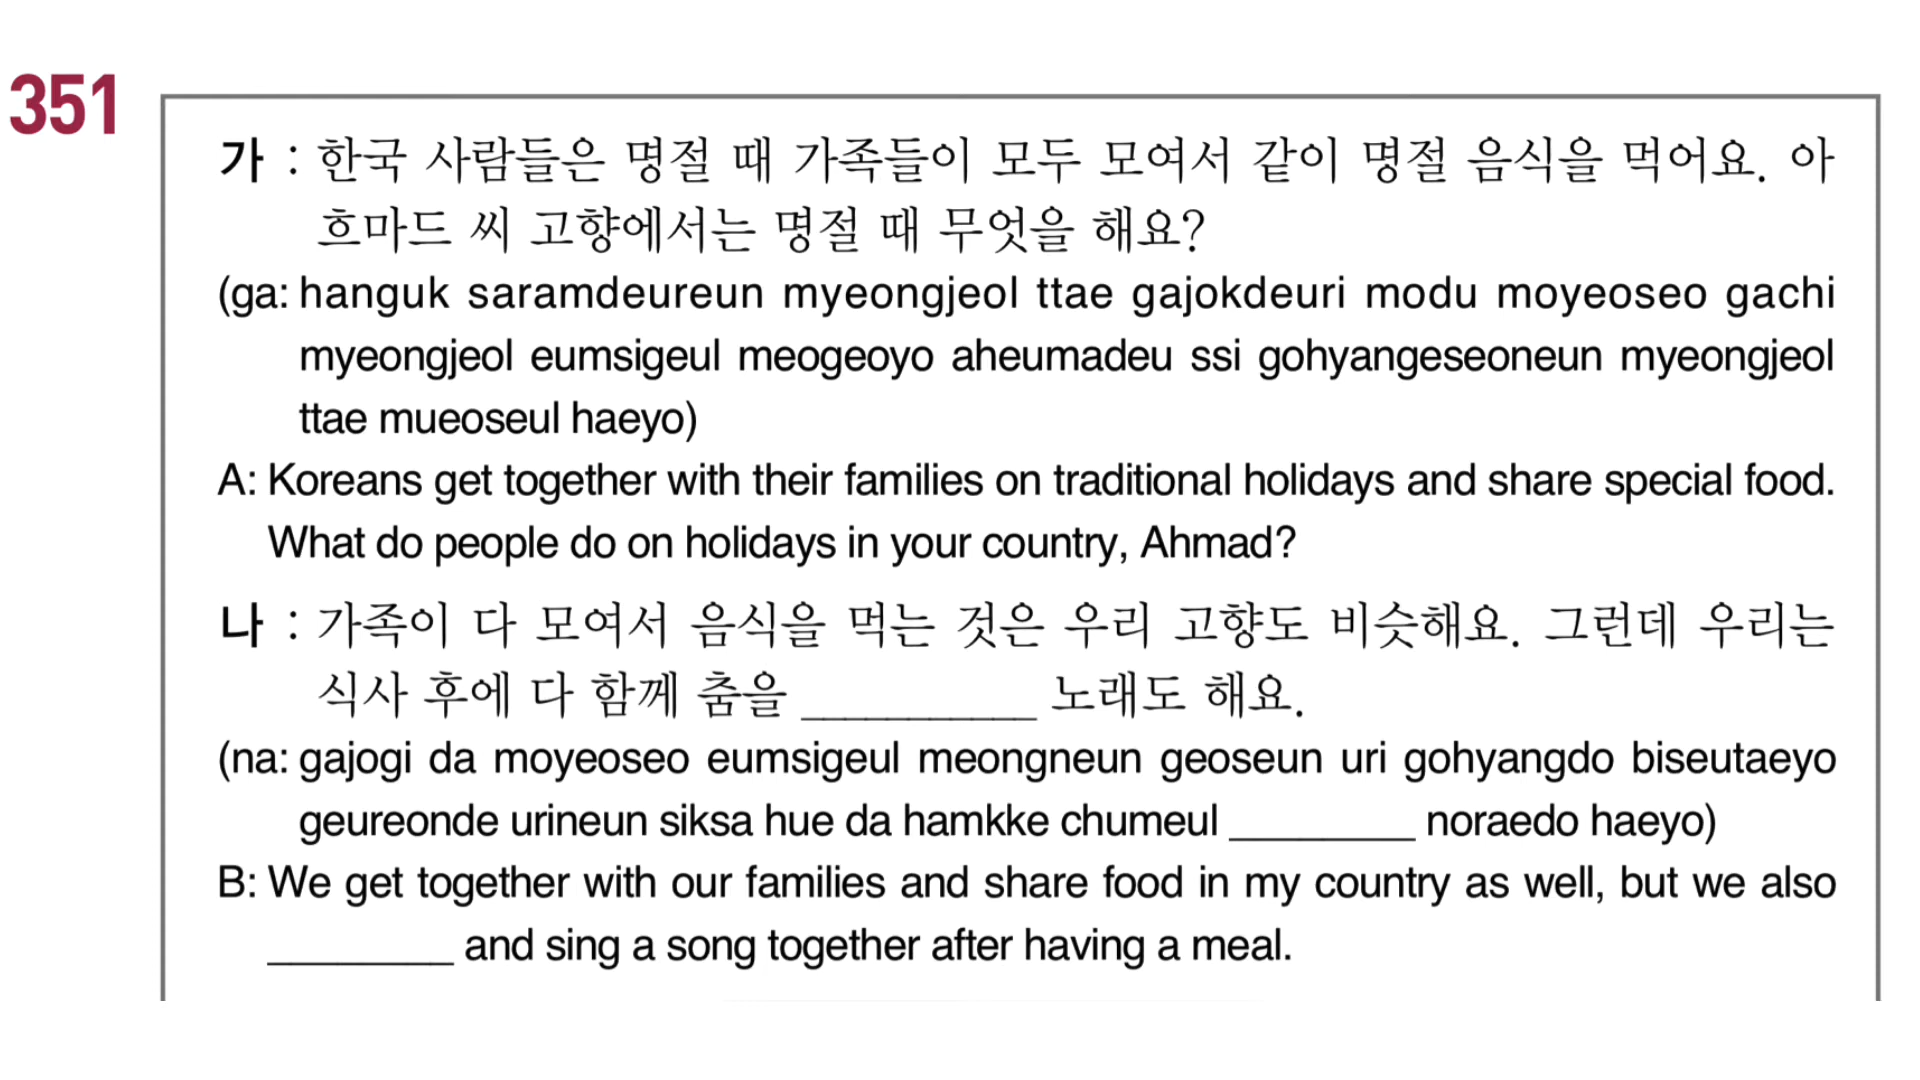 351
가 : 한국 사람들은 명절 때 가족들이 모두 모여서 같이 명절 음식을 먹어요. 아
흐마드 씨 고향에서는 명절 때 무엇을 해요?
(ga: hanguk saramdeureun myeongjeol ttae gajokdeuri modu moyeoseo gachi
myeongjeol eumsigeul meogeoyo aheumadeu ssi gohyangeseoneun myeongjeol
ttae mueoseul haeyo)
A: Koreans get together with their families on traditional holidays and share special food.
What do people do on holidays in your country, Ahmad?
나 : 가족이 다 모여서 음식을 먹는 것은 우리 고향도 비슷해요. 그런데 우리는
식사 후에 다 함께 춤을 __________ 노래도 해요.
(na: gajogi da moyeoseo eumsigeul meongneun geoseun uri gohyangdo biseutaeyo
geureonde urineun siksa hue da hamkke chumeul ________ noraedo haeyo)
B: We get together with our families and share food in my country as well, but we also
________ and sing a song together after having a meal.